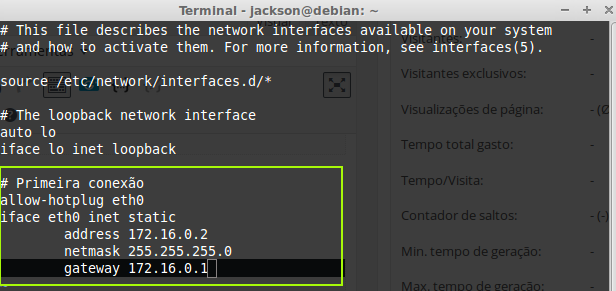 Terminal - jackson@debian: ~
# This file describes the network interfaces available on your system
# and how to activate them. For more information, see interfaces(5).
source /etc/network/interfaces.d/*
# The loopback network interface
auto lo
iface lo inet loopback
# Primeira conexão
allow-hotplug eth0
iface eth0 inet static
address 172.16.0.2
netmask 255.255.255.0
gateway 172.16.0.1
Visitantes:
Visitantes exclusivos:
Visualizações de página:
- (Ø
Tempo total gasto:
Tempo/Visita:
Contador de saltos:
- (-)
Min. tempo de geração:
Max. tempo de geração: